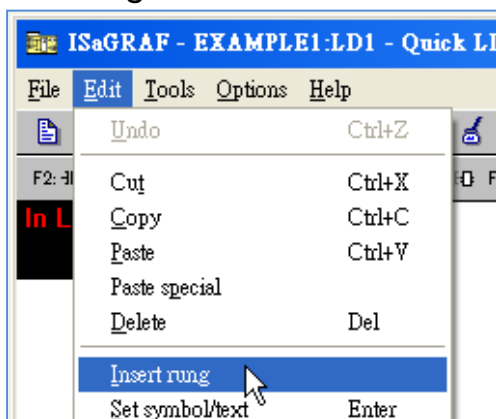 ISaGRAF - EXAMPLE1:LD1 - Quick
File Edit Tools Options Help
Undo Ctrl+Z
F2:
Cut Ctrl+X
In
Copy Ctrl+C
Paste Ctrl+V
Paste special
Delete Del
Insert rung
Set symbol/text Enter